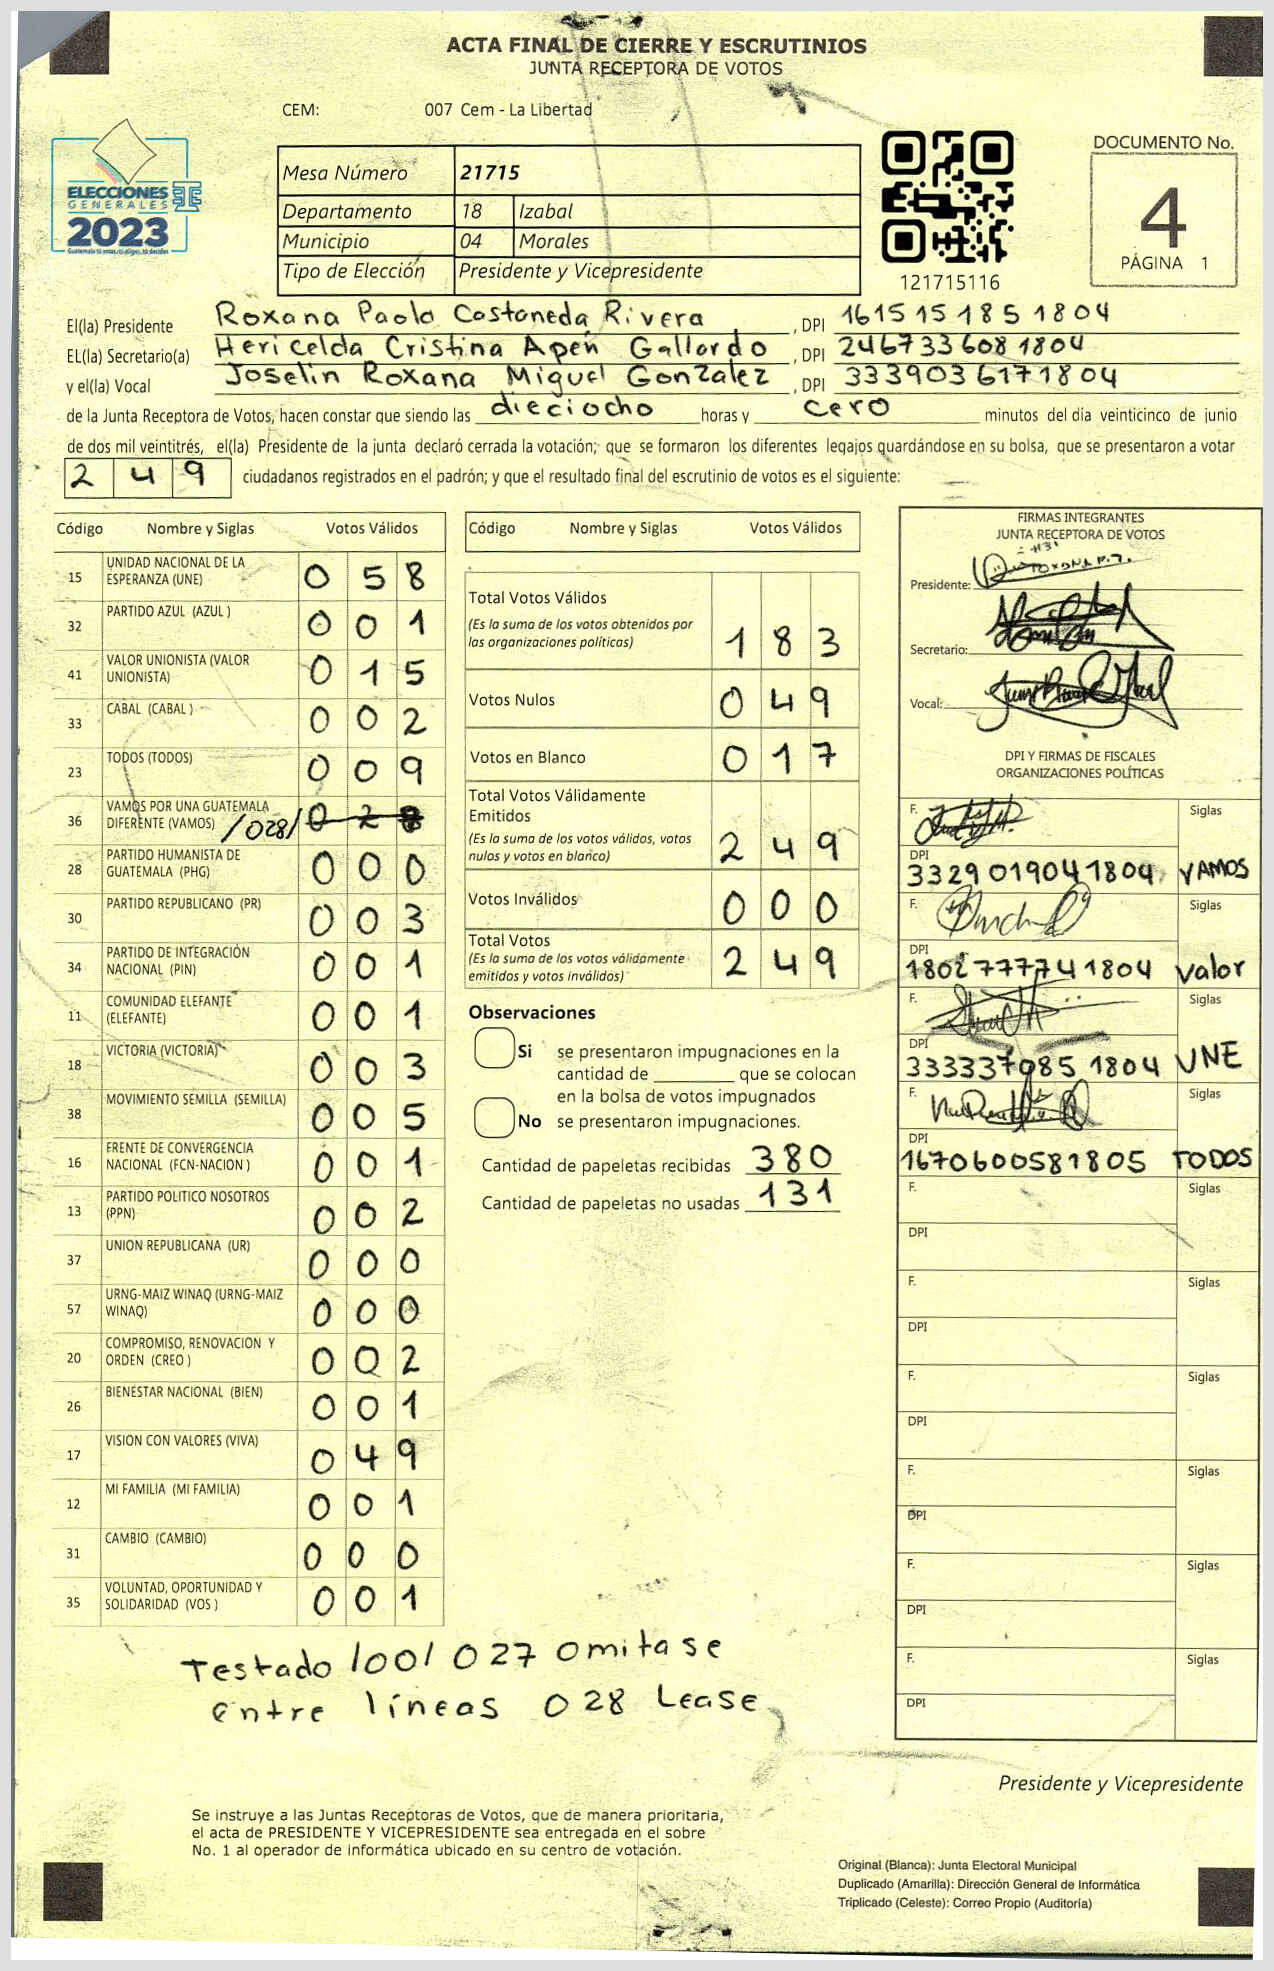 ACTA FINAL DE CIERRE Y ESCRUTINIOS
JUNTA RECEPTORA DE VOTOS
CEM: 007 Cem - La Libertad
ELECCIONES
GENERALES
2023
Guatemala tú votas, tú eliges, tú decides
Mesa Número 21715
Departamento 18 Izabal
Municipio 04 Morales
Tipo de Elección Presidente y Vicepresidente
121715116
DOCUMENTO No.
4
PÁGINA 1
El(la) Presidente Roxana Paola Castaneda Rivera , DPI 1615151851804
EL(la) Secretario(a) Hericelda Cristina Apen Gallardo , DPI 2467336081804
y el(la) Vocal Joselin Roxana Miguel Gonzalez , DPI 3339036171804
de la Junta Receptora de Votos, hacen constar que siendo las dieciocho horas y cero minutos del día veinticinco de junio
de dos mil veintitrés, el(la) Presidente de la junta declaró cerrada la votación; que se formaron los diferentes legajos guardándose en su bolsa, que se presentaron a votar
2 4 9 ciudadanos registrados en el padrón; y que el resultado final del escrutinio de votos es el siguiente:
Código Nombre y Siglas Votos Válidos
15 UNIDAD NACIONAL DE LA ESPERANZA (UNE) 0 5 8
32 PARTIDO AZUL (AZUL ) 0 0 1
41 VALOR UNIONISTA (VALOR UNIONISTA) 0 1 5
33 CABAL (CABAL ) 0 0 2
23 TODOS (TODOS) 0 0 9
36 VAMOS POR UNA GUATEMALA DIFERENTE (VAMOS) /028/ 0 2
28 PARTIDO HUMANISTA DE GUATEMALA (PHG) 0 0 0
30 PARTIDO REPUBLICANO (PR) 0 0 3
34 PARTIDO DE INTEGRACIÓN NACIONAL (PIN) 0 0 1
11 COMUNIDAD ELEFANTE (ELEFANTE) 0 0 1
18 VICTORIA (VICTORIA) 0 0 3
38 MOVIMIENTO SEMILLA (SEMILLA) 0 0 5
16 FRENTE DE CONVERGENCIA NACIONAL (FCN-NACION ) 0 0 1
13 PARTIDO POLITICO NOSOTROS (PPN) 0 0 2
37 UNION REPUBLICANA (UR) 0 0 0
57 URNG-MAIZ WINAQ (URNG-MAIZ WINAQ) 0 0 0
20 COMPROMISO, RENOVACION Y ORDEN (CREO ) 0 0 2
26 BIENESTAR NACIONAL (BIEN) 0 0 1
17 VISION CON VALORES (VIVA) 0 4 9
12 MI FAMILIA (MI FAMILIA) 0 0 1
31 CAMBIO (CAMBIO) 0 0 0
35 VOLUNTAD, OPORTUNIDAD Y SOLIDARIDAD (VOS ) 0 0 1
Testado /00/ 027 omitase
entre líneas 028 Lease
Código Nombre y Siglas Votos Válidos
Total Votos Válidos
(Es la suma de los votos obtenidos por
las organizaciones políticas) 1 8 3
Votos Nulos 0 4 9
Votos en Blanco 0 1 7
Total Votos Válidamente
Emitidos
(Es la suma de los votos válidos, votos
nulos y votos en blanco) 2 4 9
Votos Inválidos 0 0 0
Total Votos
(Es la suma de los votos válidamente
emitidos y votos inválidos) 2 4 9
Observaciones
Si se presentaron impugnaciones en la
cantidad de ________ que se colocan
en la bolsa de votos impugnados
No se presentaron impugnaciones.
Cantidad de papeletas recibidas 380
Cantidad de papeletas no usadas 131
FIRMAS INTEGRANTES
JUNTA RECEPTORA DE VOTOS
Presidente:
Secretario:
Vocal:
DPI Y FIRMAS DE FISCALES
ORGANIZACIONES POLÍTICAS
F. Siglas
DPI
3329019041804 VAMOS
F. Siglas
DPI
1802777741804 Valor
F. Siglas
DPI
3333370851804 UNE
F. Siglas
DPI
1670600581805 TODOS
F. Siglas
DPI
F. Siglas
DPI
F. Siglas
DPI
F. Siglas
DPI
F. Siglas
DPI
F. Siglas
DPI
Presidente y Vicepresidente
Se instruye a las Juntas Receptoras de Votos, que de manera prioritaria,
el acta de PRESIDENTE Y VICEPRESIDENTE sea entregada en el sobre
No. 1 al operador de informática ubicado en su centro de votación.
Original (Blanca): Junta Electoral Municipal
Duplicado (Amarilla): Dirección General de Informática
Triplicado (Celeste): Correo Propio (Auditoría)